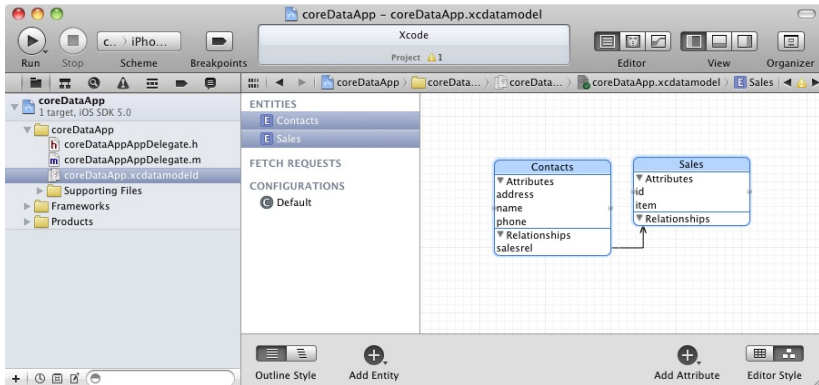 coreDataApp – coreDataApp.xcdatamodel
c.. 〉 iPho...
Xcode
Project 1
Run Stop Scheme Breakpoints Editor View Organizer
coreDataApp 〉 coreData... 〉 coreData... 〉 coreDataApp.xcdatamodel 〉 E Sales
coreDataApp
1 target, iOS SDK 5.0
coreDataApp
h coreDataAppAppDelegate.h
m coreDataAppAppDelegate.m
coreDataApp.xcdatamodeld
Supporting Files
Frameworks
Products
ENTITIES
E Contacts
E Sales
FETCH REQUESTS
CONFIGURATIONS
C Default
Contacts
Attributes
address
name
phone
Relationships
salesrel
Sales
Attributes
id
item
Relationships
Outline Style Add Entity Add Attribute Editor Style